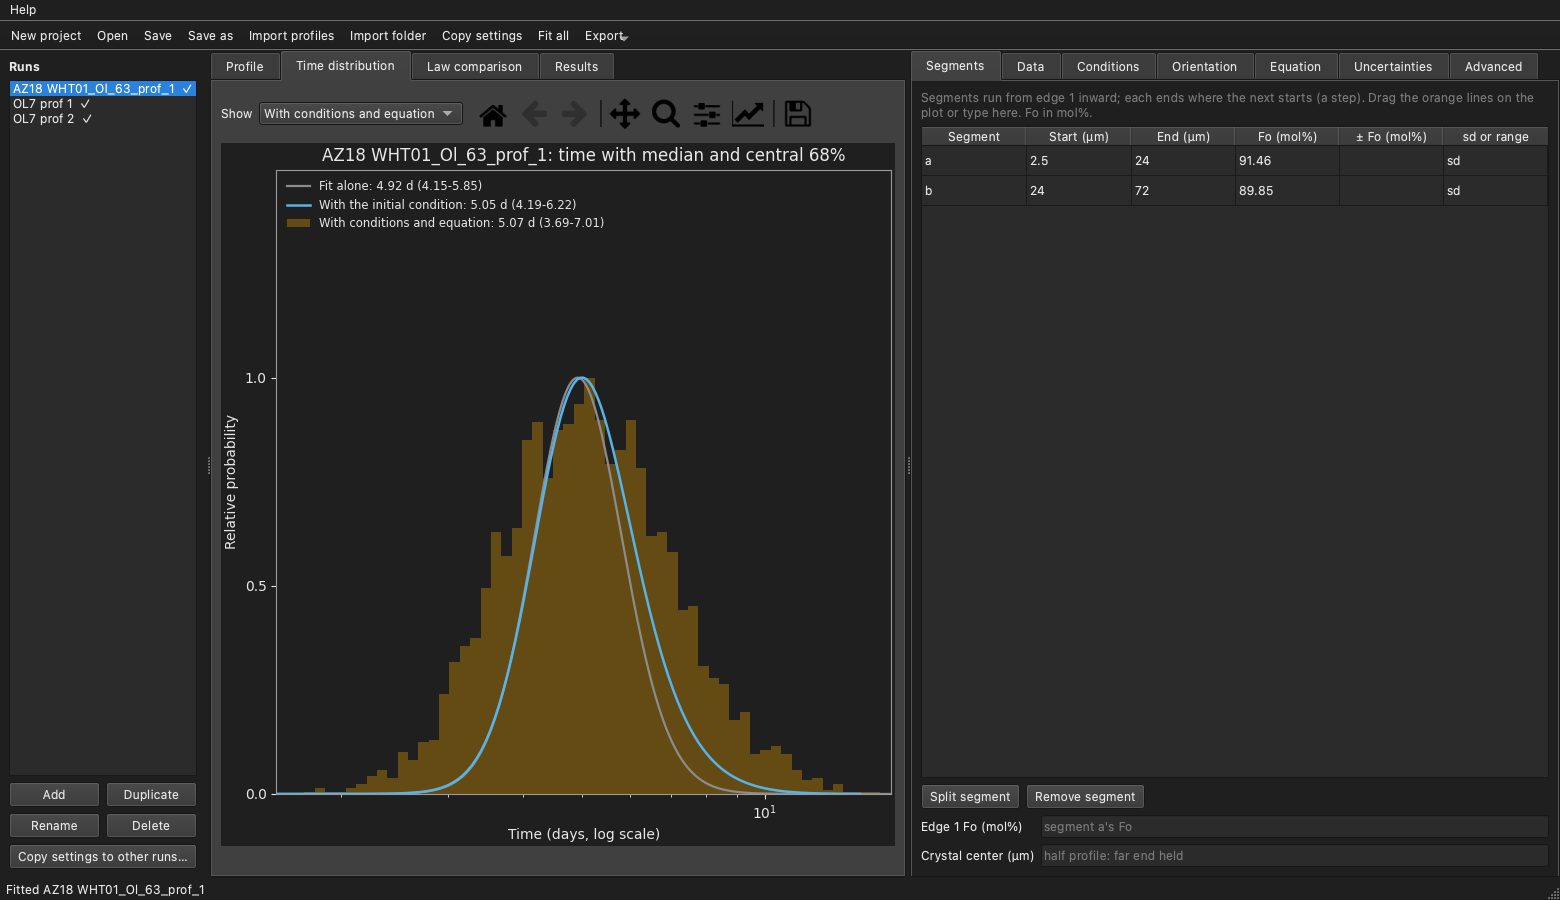 Help
New project Open Save Save as Import profiles Import folder Copy settings Fit all Export
Runs
AZ18 WHT01_Ol_63_prof_1 ✓
OL7 prof 1 ✓
OL7 prof 2 ✓
Add Duplicate
Rename Delete
Copy settings to other runs...
Profile Time distribution Law comparison Results
Show With conditions and equation
AZ18 WHT01_Ol_63_prof_1: time with median and central 68%
Fit alone: 4.92 d (4.15-5.85)
With the initial condition: 5.05 d (4.19-6.22)
With conditions and equation: 5.07 d (3.69-7.01)
Relative probability
1.0
0.5
0.0
10¹
Time (days, log scale)
Segments Data Conditions Orientation Equation Uncertainties Advanced
Segments run from edge 1 inward; each ends where the next starts (a step). Drag the orange lines on the
plot or type here. Fo in mol%.
Segment Start (µm) End (µm) Fo (mol%) ± Fo (mol%) sd or range
a 2.5 24 91.46 sd
b 24 72 89.85 sd
Split segment Remove segment
Edge 1 Fo (mol%) segment a's Fo
Crystal center (µm) half profile: far end held
Fitted AZ18 WHT01_Ol_63_prof_1